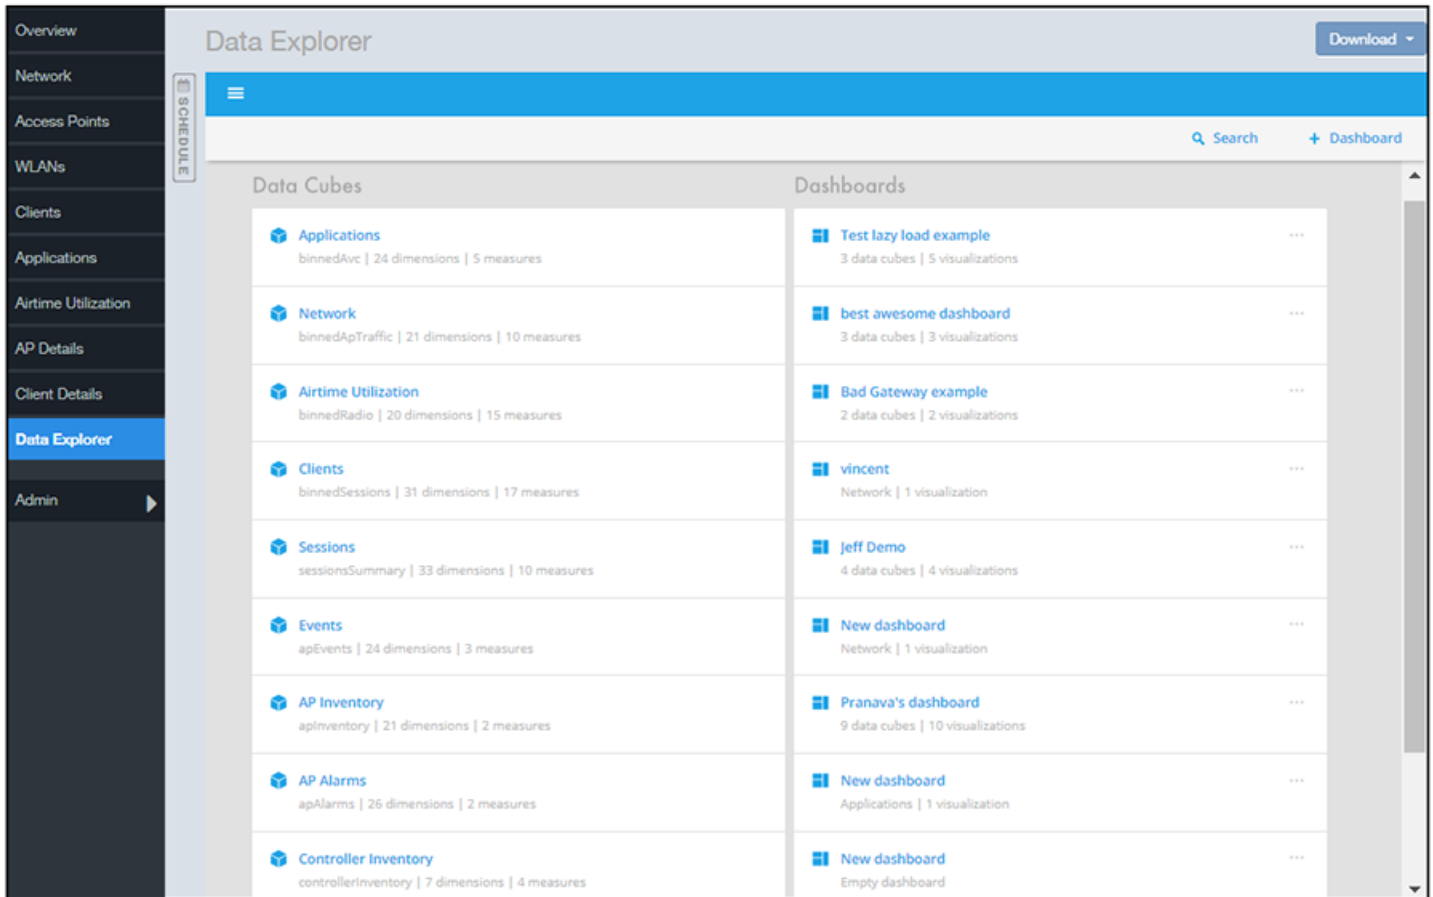 Overview
Network
Access Points
WLANs
Clients
Applications
Airtime Utilization
AP Details
Client Details
Data Explorer
Admin
SCHEDULE
Data Explorer
Download
Search
+ Dashboard
Data Cubes
Applications
binnedAvc | 24 dimensions | 5 measures
Network
binnedApTraffic | 21 dimensions | 10 measures
Airtime Utilization
binnedRadio | 20 dimensions | 15 measures
Clients
binnedSessions | 31 dimensions | 17 measures
Sessions
sessionsSummary | 33 dimensions | 10 measures
Events
apEvents | 24 dimensions | 3 measures
AP Inventory
apInventory | 21 dimensions | 2 measures
AP Alarms
apAlarms | 26 dimensions | 2 measures
Controller Inventory
controllerInventory | 7 dimensions | 4 measures
Dashboards
Test lazy load example
3 data cubes | 5 visualizations
best awesome dashboard
3 data cubes | 3 visualizations
Bad Gateway example
2 data cubes | 2 visualizations
vincent
Network | 1 visualization
Jeff Demo
4 data cubes | 4 visualizations
New dashboard
Network | 1 visualization
Pranava's dashboard
9 data cubes | 10 visualizations
New dashboard
Applications | 1 visualization
New dashboard
Empty dashboard